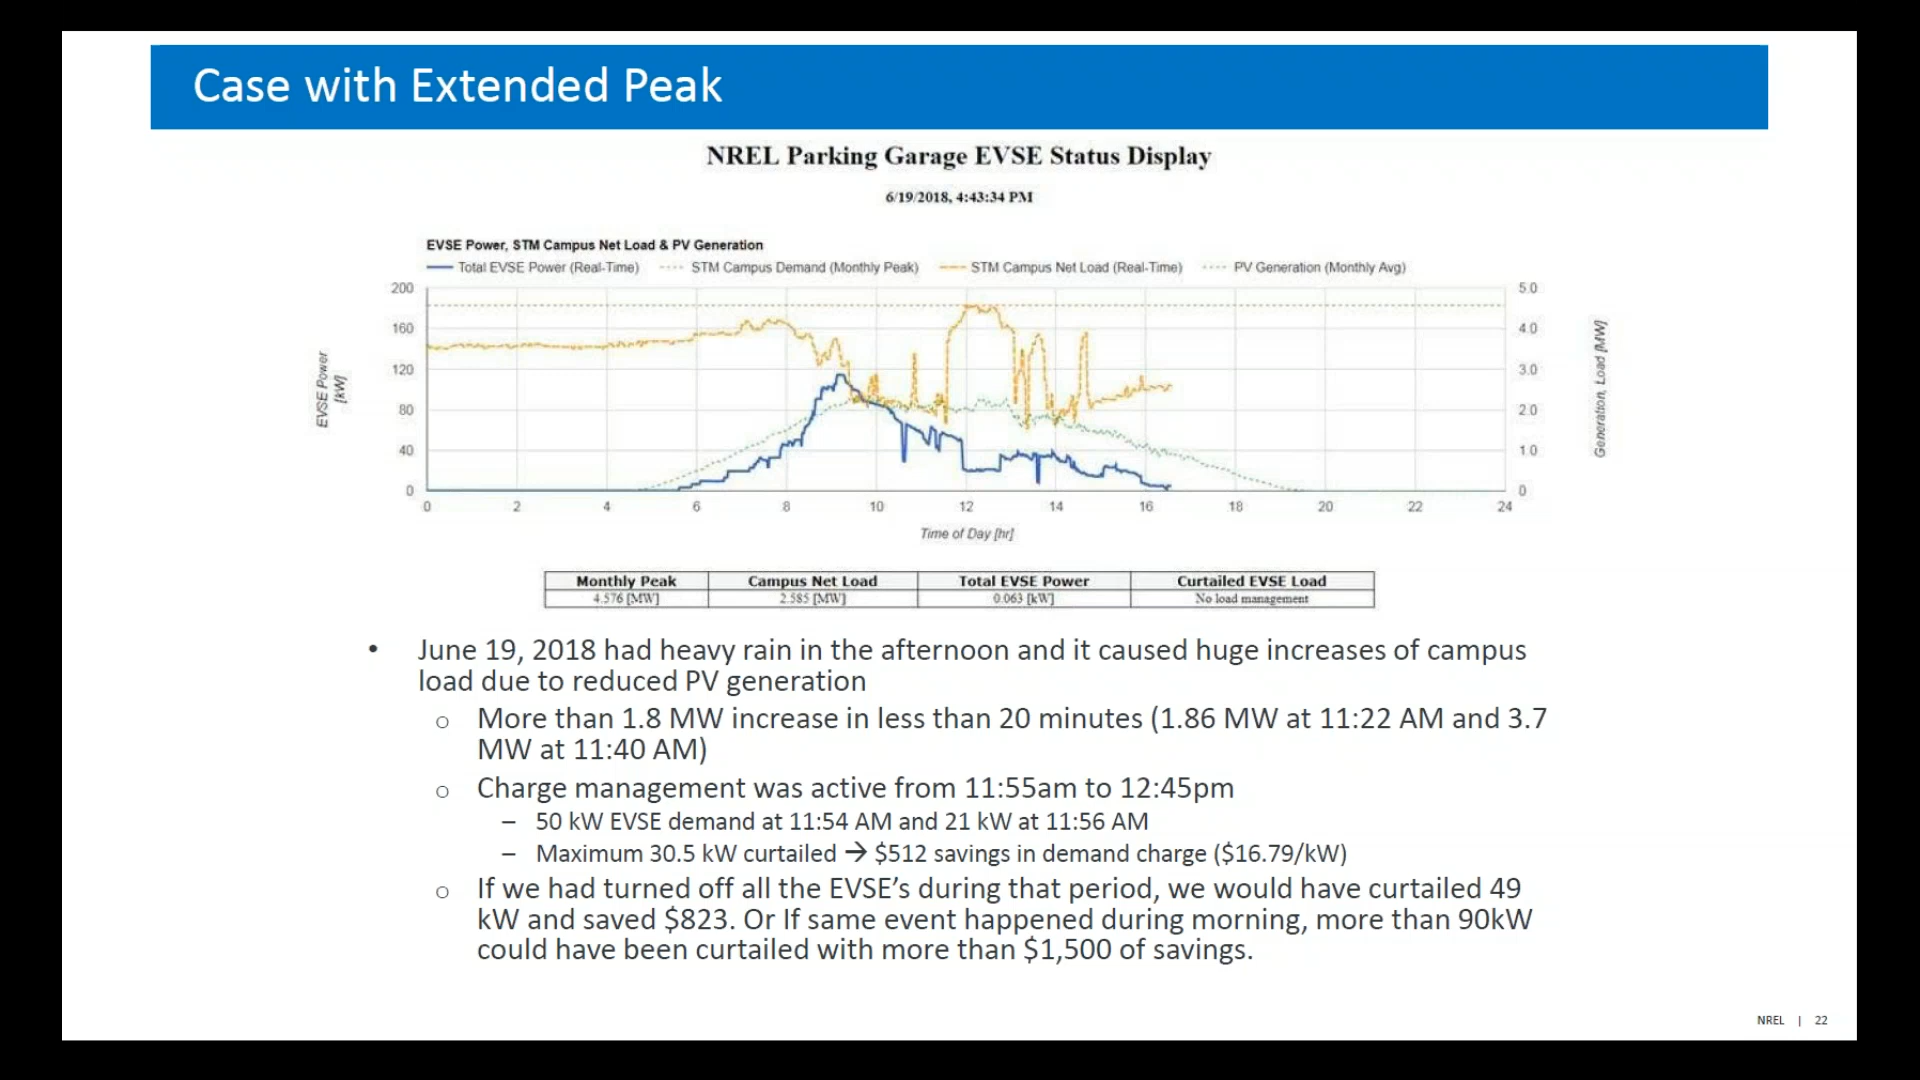 Case with Extended Peak
NREL Parking Garage EVSE Status Display
6/19/2018, 4:43:34 PM
EVSE Power, STM Campus Net Load & PV Generation
Total EVSE Power (Real-Time) STM Campus Demand (Monthly Peak) STM Campus Net Load (Real-Time) PV Generation (Monthly Avg)
200 5.0
160 4.0
120 3.0
80 2.0
40 1.0
0 0
EVSE Power
[kW]
Generation, Load [MW]
0 2 4 6 8 10 12 14 16 18 20 22 24
Time of Day [hr]
Monthly Peak Campus Net Load Total EVSE Power Curtailed EVSE Load
4.576 [MW] 2.585 [MW] 0.063 [kW] No load management
• June 19, 2018 had heavy rain in the afternoon and it caused huge increases of campus
load due to reduced PV generation
o More than 1.8 MW increase in less than 20 minutes (1.86 MW at 11:22 AM and 3.7
MW at 11:40 AM)
o Charge management was active from 11:55am to 12:45pm
– 50 kW EVSE demand at 11:54 AM and 21 kW at 11:56 AM
– Maximum 30.5 kW curtailed → $512 savings in demand charge ($16.79/kW)
o If we had turned off all the EVSE’s during that period, we would have curtailed 49
kW and saved $823. Or If same event happened during morning, more than 90kW
could have been curtailed with more than $1,500 of savings.
NREL | 22